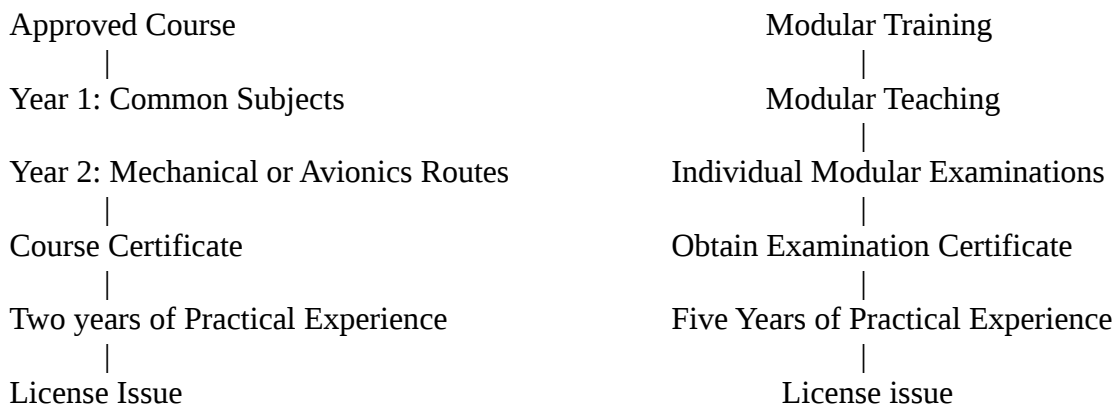 Approved Course
Year 1: Common Subjects
Year 2: Mechanical or Avionics Routes
Course Certificate
Two years of Practical Experience
License Issue
Modular Training
Modular Teaching
Individual Modular Examinations
Obtain Examination Certificate
Five Years of Practical Experience
License issue